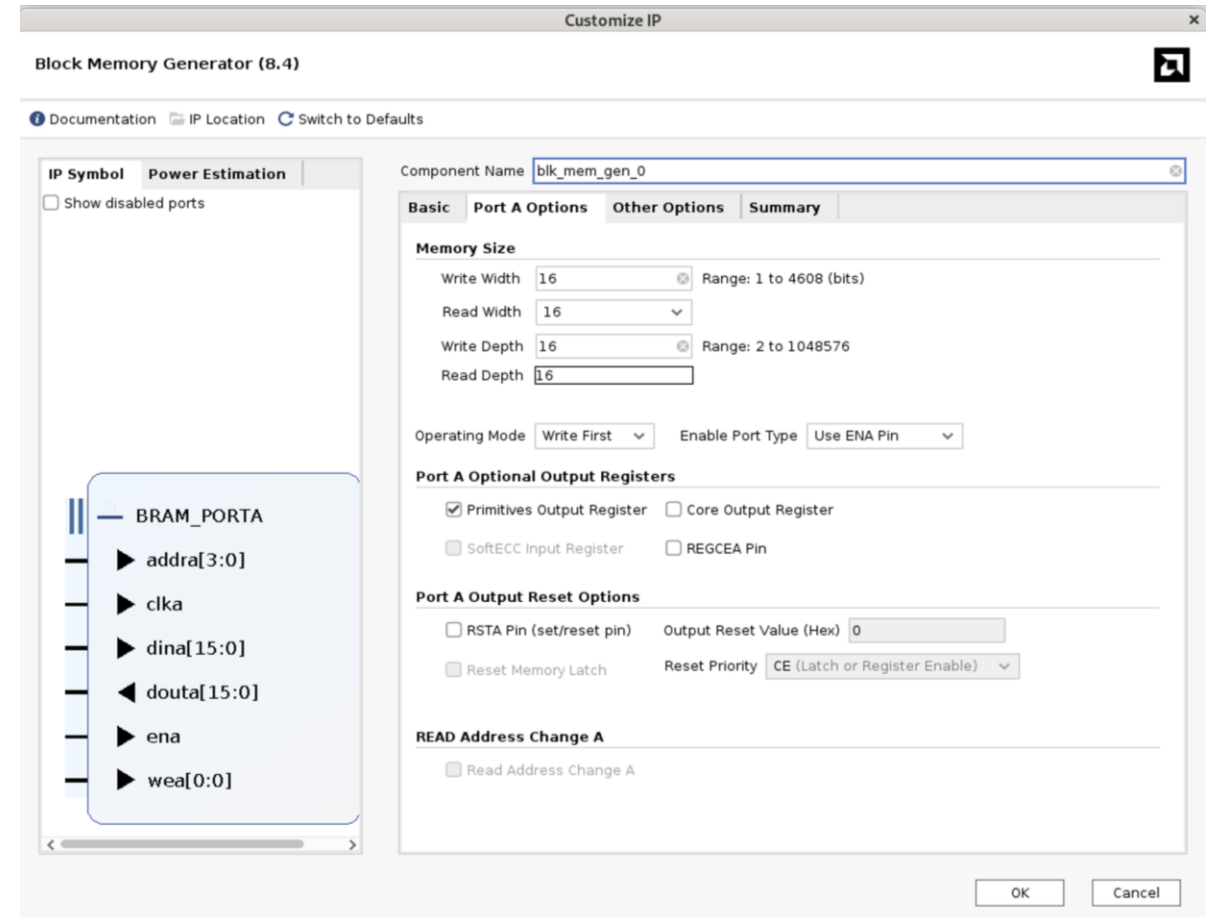 Customize IP
Block Memory Generator (8.4)
Documentation IP Location Switch to Defaults
IP Symbol Power Estimation
Show disabled ports
BRAM_PORTA
addra[3:0]
clka
dina[15:0]
douta[15:0]
ena
wea[0:0]
Component Name blk_mem_gen_0
Basic Port A Options Other Options Summary
Memory Size
Write Width 16 Range: 1 to 4608 (bits)
Read Width 16
Write Depth 16 Range: 2 to 1048576
Read Depth 16
Operating Mode Write First Enable Port Type Use ENA Pin
Port A Optional Output Registers
Primitives Output Register Core Output Register
SoftECC Input Register REGCEA Pin
Port A Output Reset Options
RSTA Pin (set/reset pin) Output Reset Value (Hex) 0
Reset Memory Latch Reset Priority CE (Latch or Register Enable)
READ Address Change A
Read Address Change A
OK Cancel